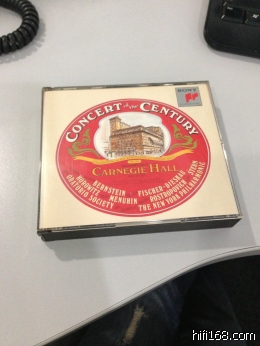 SONY
CONCERT OF THE CENTURY
CARNEGIE HALL
BERNSTEIN · FISCHER-DIESKAU
HOROWITZ MENUHIN ROSTROPOVICH STERN
ORATORIO SOCIETY THE NEW YORK PHILHARMONIC
hifi168.com